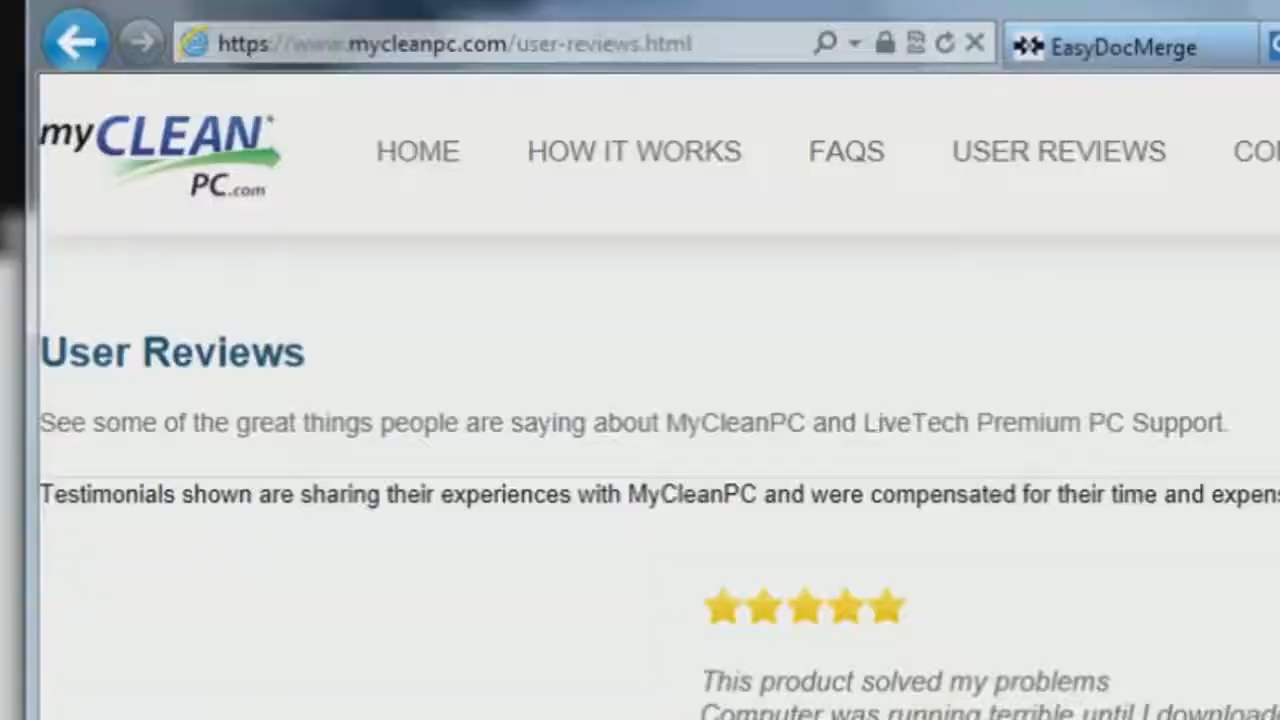 https://www.mycleanpc.com/user-reviews.html
EasyDocMerge
myCLEAN
PC.com
HOME
HOW IT WORKS
FAQS
USER REVIEWS
User Reviews
See some of the great things people are saying about MyCleanPC and LiveTech Premium PC Support.
Testimonials shown are sharing their experiences with MyCleanPC and were compensated for their time and
This product solved my problems
Computer was running terrible until I